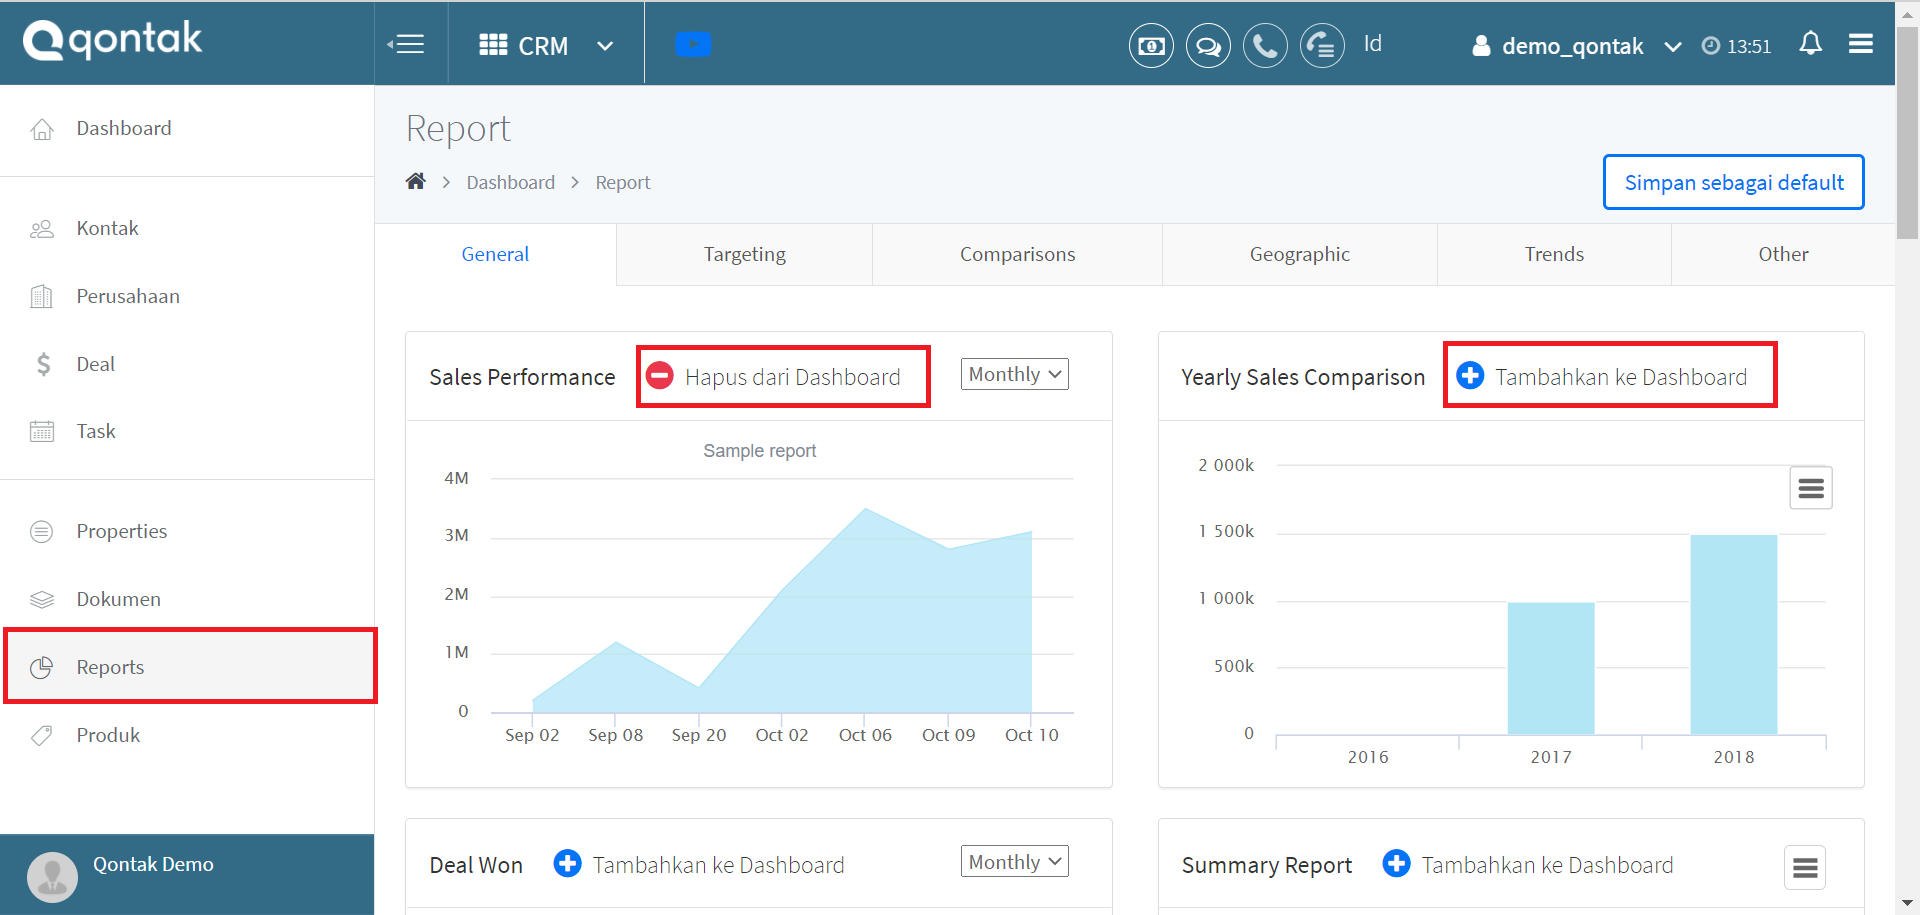 qontak
CRM
Id
demo_qontak
13:51
Dashboard
Kontak
Perusahaan
Deal
Task
Properties
Dokumen
Reports
Produk
Qontak Demo
Report
Dashboard
Report
Simpan sebagai default
General
Targeting
Comparisons
Geographic
Trends
Other
Sales Performance
Hapus dari Dashboard
Monthly
Sample report
4M
3M
2M
1M
0
Sep 02
Sep 08
Sep 20
Oct 02
Oct 06
Oct 09
Oct 10
Yearly Sales Comparison
Tambahkan ke Dashboard
2 000k
1 500k
1 000k
500k
0
2016
2017
2018
Deal Won
Tambahkan ke Dashboard
Monthly
Summary Report
Tambahkan ke Dashboard